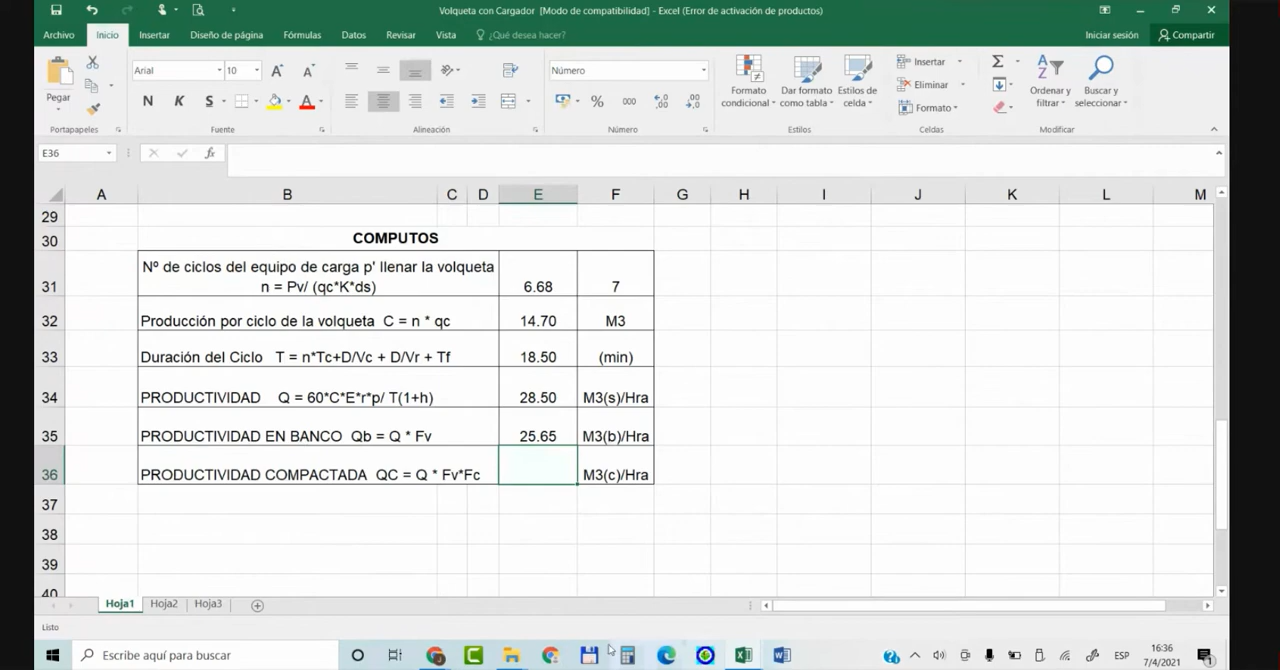 Volqueta con Cargador [Modo de compatibilidad] - Excel (Error de activación de productos)
Archivo Inicio Insertar Diseño de página Fórmulas Datos Revisar Vista ¿Qué desea hacer? Iniciar sesión Compartir
Pegar
Arial 10
N K S
Número
% 000
Formato condicional
Dar formato como tabla
Estilos de celda
Insertar
Eliminar
Formato
Ordenar y filtrar
Buscar y seleccionar
Portapapeles Fuente Alineación Número Estilos Celdas Modificar
E36 fx
A B C D E F G H I J K L M
29
30 COMPUTOS
Nº de ciclos del equipo de carga p' llenar la volqueta
31 n = Pv/ (qc*K*ds) 6.68 7
32 Producción por ciclo de la volqueta C = n * qc 14.70 M3
33 Duración del Ciclo T = n*Tc+D/Vc + D/Vr + Tf 18.50 (min)
34 PRODUCTIVIDAD Q = 60*C*E*r*p/ T(1+h) 28.50 M3(s)/Hra
35 PRODUCTIVIDAD EN BANCO Qb = Q * Fv 25.65 M3(b)/Hra
36 PRODUCTIVIDAD COMPACTADA QC = Q * Fv*Fc M3(c)/Hra
37
38
39
40
Hoja1 Hoja2 Hoja3
Listo
Escribe aquí para buscar ESP 16:36
7/4/2021